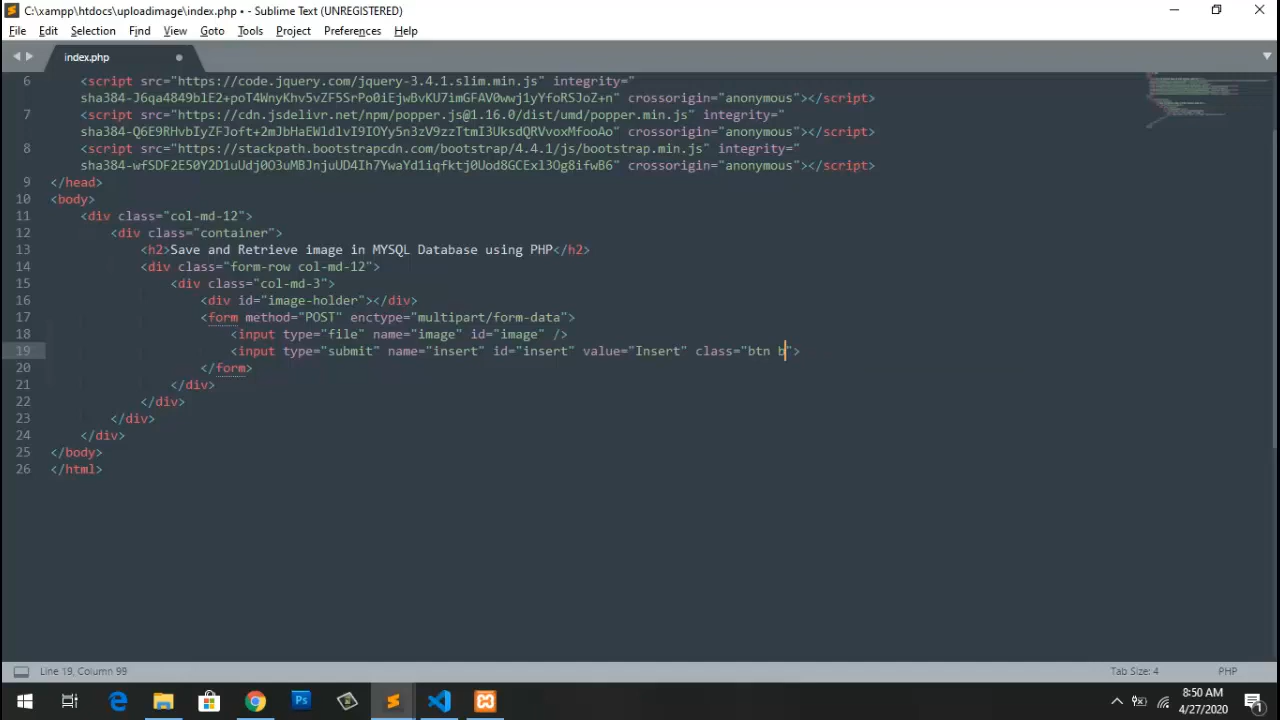 C:\xampp\htdocs\uploadimage\index.php • - Sublime Text (UNREGISTERED)
File Edit Selection Find View Goto Tools Project Preferences Help
index.php
6 <script src="https://code.jquery.com/jquery-3.4.1.slim.min.js" integrity="
sha384-J6qa4849blE2+poT4WnyKhv5vZF5SrPo0iEjwBvKU7imGFAV0wwj1yYfoRSJoZ+n" crossorigin="anonymous"></script>
7 <script src="https://cdn.jsdelivr.net/npm/popper.js@1.16.0/dist/umd/popper.min.js" integrity="
sha384-Q6E9RHvbIyZFJoft+2mJbHaEWldlvI9IOYy5n3zV9zzTtmI3UksdQRVvoxMfooAo" crossorigin="anonymous"></script>
8 <script src="https://stackpath.bootstrapcdn.com/bootstrap/4.4.1/js/bootstrap.min.js" integrity="
sha384-wfSDF2E50Y2D1uUdj0O3uMBJnjuUD4Ih7YwaYd1iqfktj0Uod8GCExl3Og8ifwB6" crossorigin="anonymous"></script>
9 </head>
10 <body>
11 <div class="col-md-12">
12 <div class="container">
13 <h2>Save and Retrieve image in MYSQL Database using PHP</h2>
14 <div class="form-row col-md-12">
15 <div class="col-md-3">
16 <div id="image-holder"></div>
17 <form method="POST" enctype="multipart/form-data">
18 <input type="file" name="image" id="image" />
19 <input type="submit" name="insert" id="insert" value="Insert" class="btn b">
20 </form>
21 </div>
22 </div>
23 </div>
24 </div>
25 </body>
26 </html>
Line 19, Column 99 Tab Size: 4 PHP
Ps
8:50 AM
4/27/2020
1